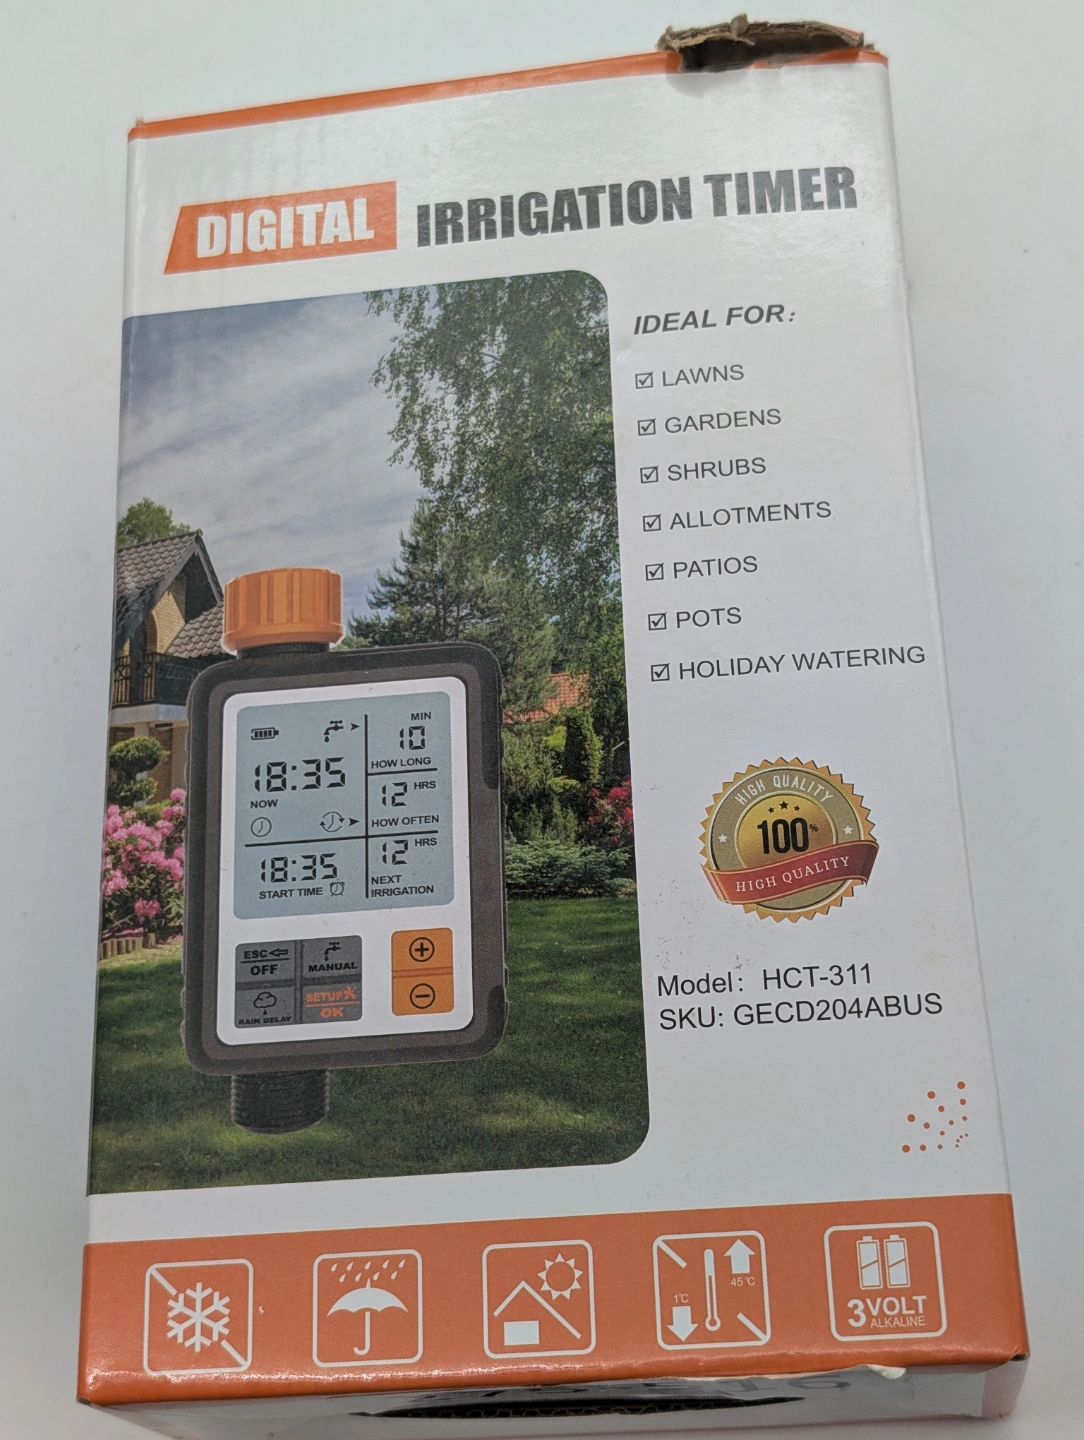 DIGITAL IRRIGATION TIMER
IDEAL FOR:
☑ LAWNS
☑ GARDENS
☑ SHRUBS
☑ ALLOTMENTS
☑ PATIOS
☑ POTS
☑ HOLIDAY WATERING
MIN
10
HOW LONG
18:35
NOW
12 HRS
HOW OFTEN
18:35
START TIME
12 HRS
NEXT
IRRIGATION
ESC
OFF
MANUAL
RAIN DELAY
SETUP
OK
+
−
HIGH QUALITY
100%
HIGH QUALITY
Model: HCT-311
SKU: GECD204ABUS
1°C
45°C
3 VOLT
ALKALINE